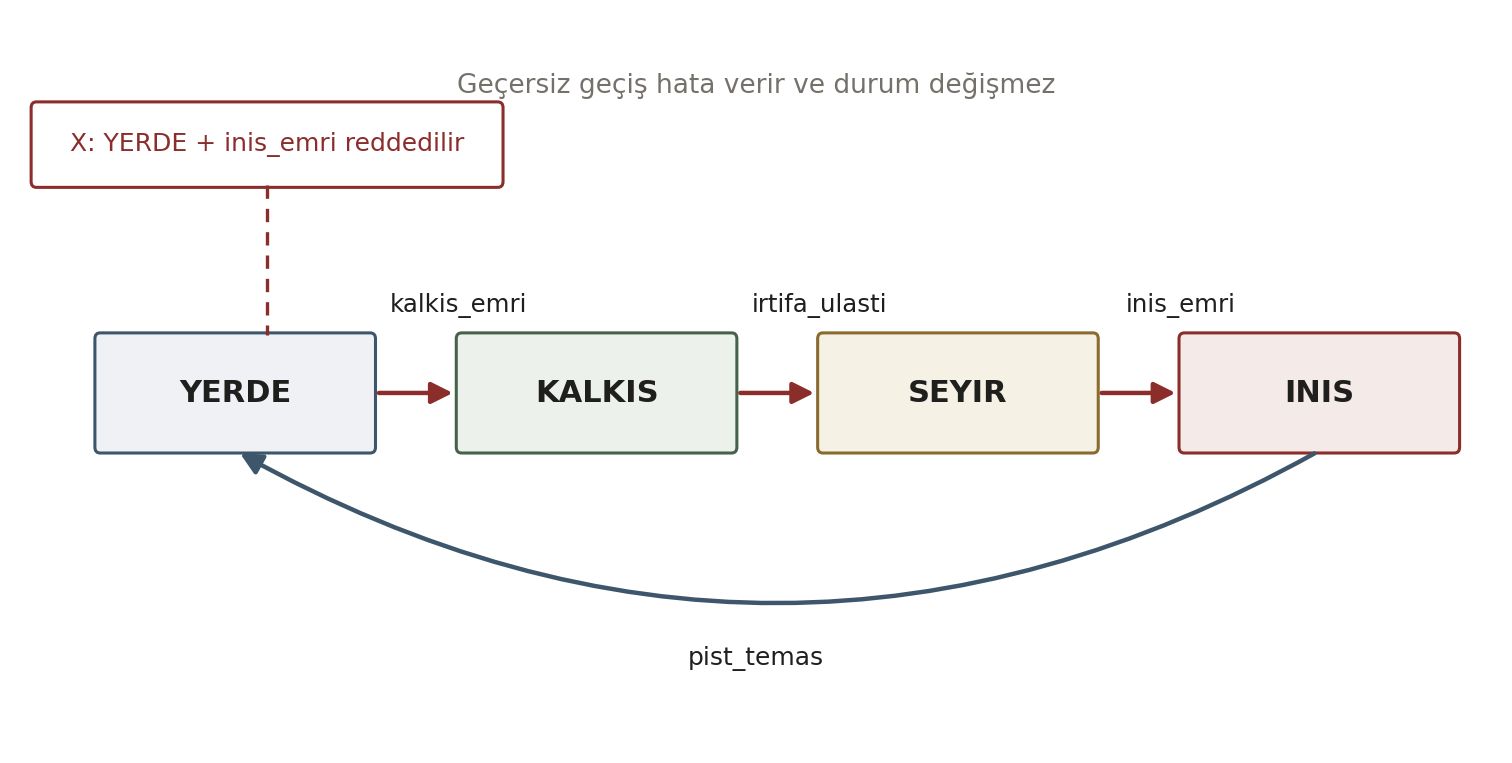 Geçersiz geçiş hata verir ve durum değişmez
X: YERDE + inis_emri reddedilir
kalkis_emri
irtifa_ulasti
inis_emri
YERDE
KALKIS
SEYIR
INIS
pist_temas